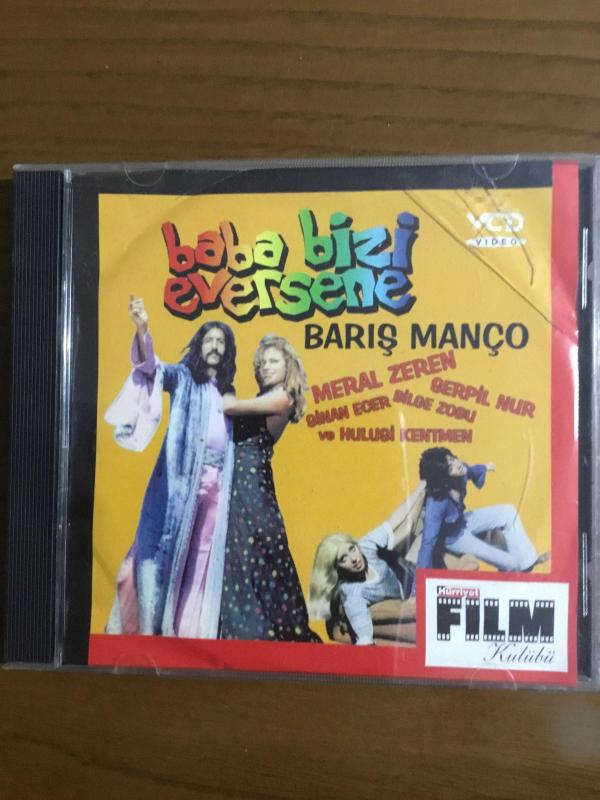 baba bizi
eversene
VCD
VIDEO
BARIŞ MANÇO
MERAL ZEREN
SERPİL NUR
SİNAN ECER BİLGE ZOBU
ve HULUSİ KENTMEN
Hürriyet
FILM
Kulübü